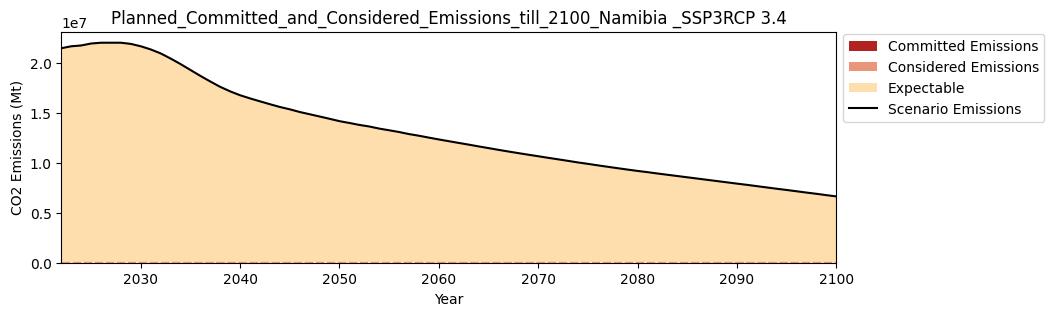 Planned_Committed_and_Considered_Emissions_till_2100_Namibia _SSP3RCP 3.4
1e7
CO2 Emissions (Mt)
2.0
1.5
1.0
0.5
0.0
2030 2040 2050 2060 2070 2080 2090 2100
Year
Committed Emissions
Considered Emissions
Expectable
Scenario Emissions